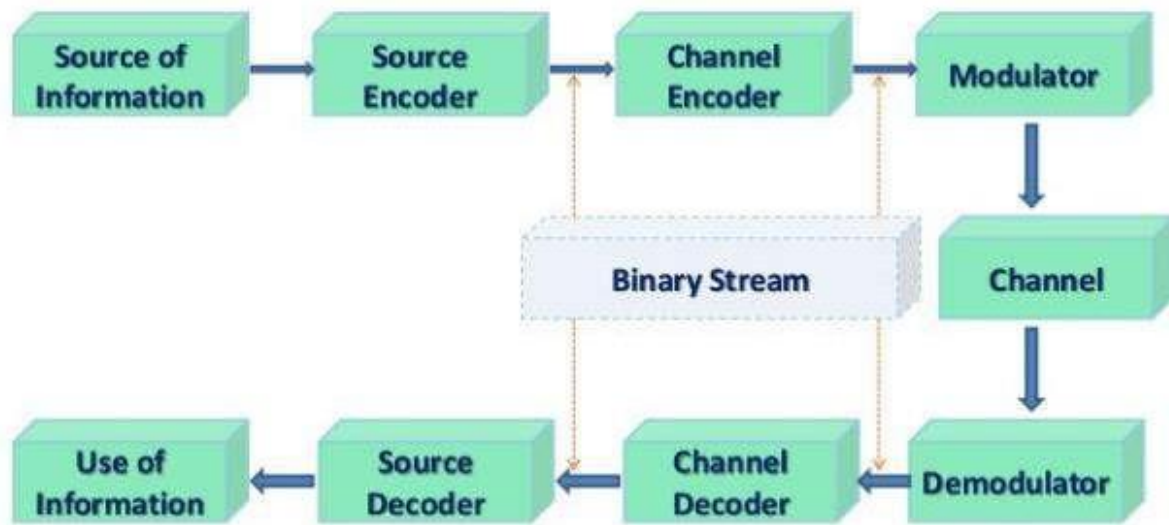 Source of
Information
Source
Encoder
Channel
Encoder
Modulator
Binary Stream
Channel
Use of
Information
Source
Decoder
Channel
Decoder
Demodulator